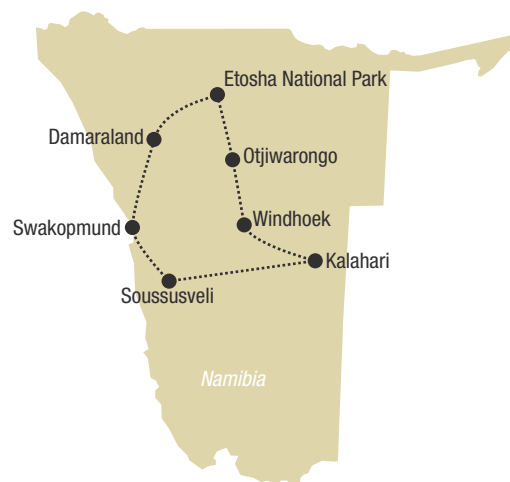 Etosha National Park
Damaraland
Otjiwarongo
Windhoek
Swakopmund
Kalahari
Soussusveli
Namibia